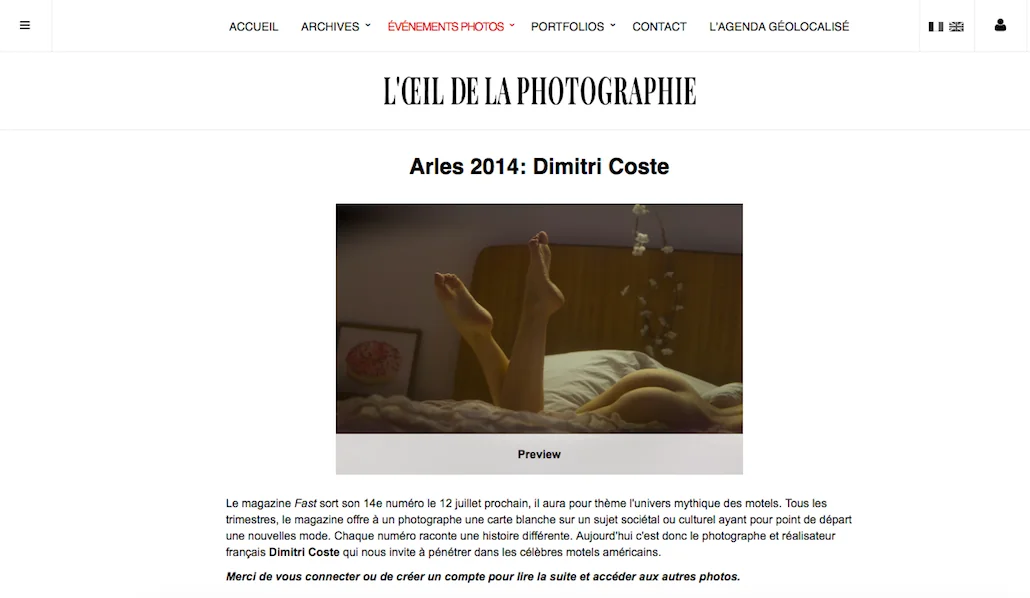 ACCUEIL ARCHIVES ÉVÉNEMENTS PHOTOS PORTFOLIOS CONTACT L'AGENDA GÉOLOCALISÉ
L'ŒIL DE LA PHOTOGRAPHIE
Arles 2014: Dimitri Coste
Preview
Le magazine Fast sort son 14e numéro le 12 juillet prochain, il aura pour thème l'univers mythique des motels. Tous les
trimestres, le magazine offre à un photographe une carte blanche sur un sujet sociétal ou culturel ayant pour point de départ
une nouvelles mode. Chaque numéro raconte une histoire différente. Aujourd'hui c'est donc le photographe et réalisateur
français Dimitri Coste qui nous invite à pénétrer dans les célèbres motels américains.
Merci de vous connecter ou de créer un compte pour lire la suite et accéder aux autres photos.